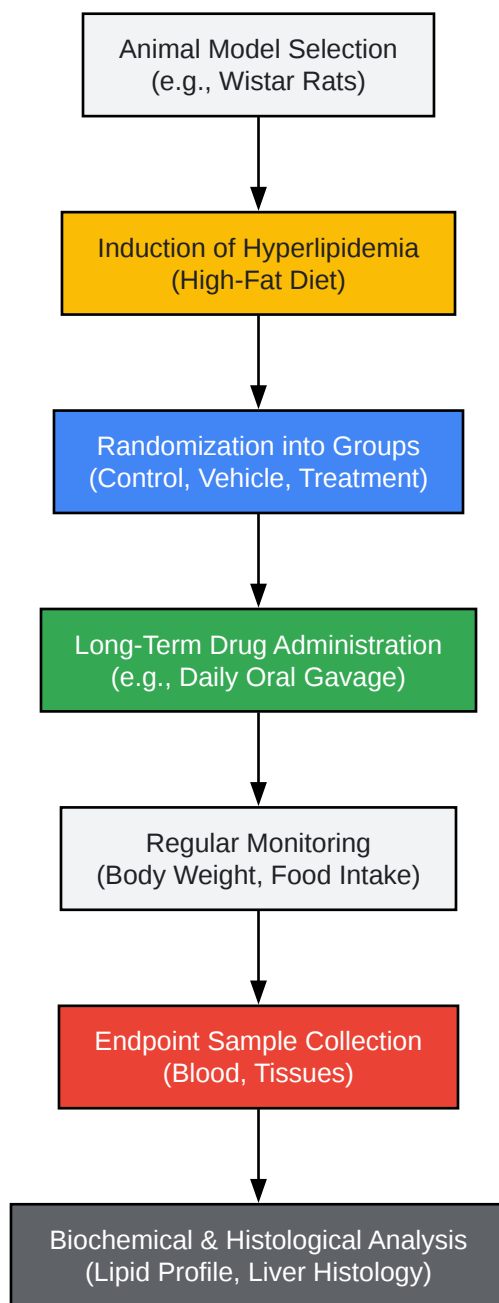 Animal Model Selection
(e.g., Wistar Rats)
Induction of Hyperlipidemia
(High-Fat Diet)
Randomization into Groups
(Control, Vehicle, Treatment)
Long-Term Drug Administration
(e.g., Daily Oral Gavage)
Regular Monitoring
(Body Weight, Food Intake)
Endpoint Sample Collection
(Blood, Tissues)
Biochemical & Histological Analysis
(Lipid Profile, Liver Histology)